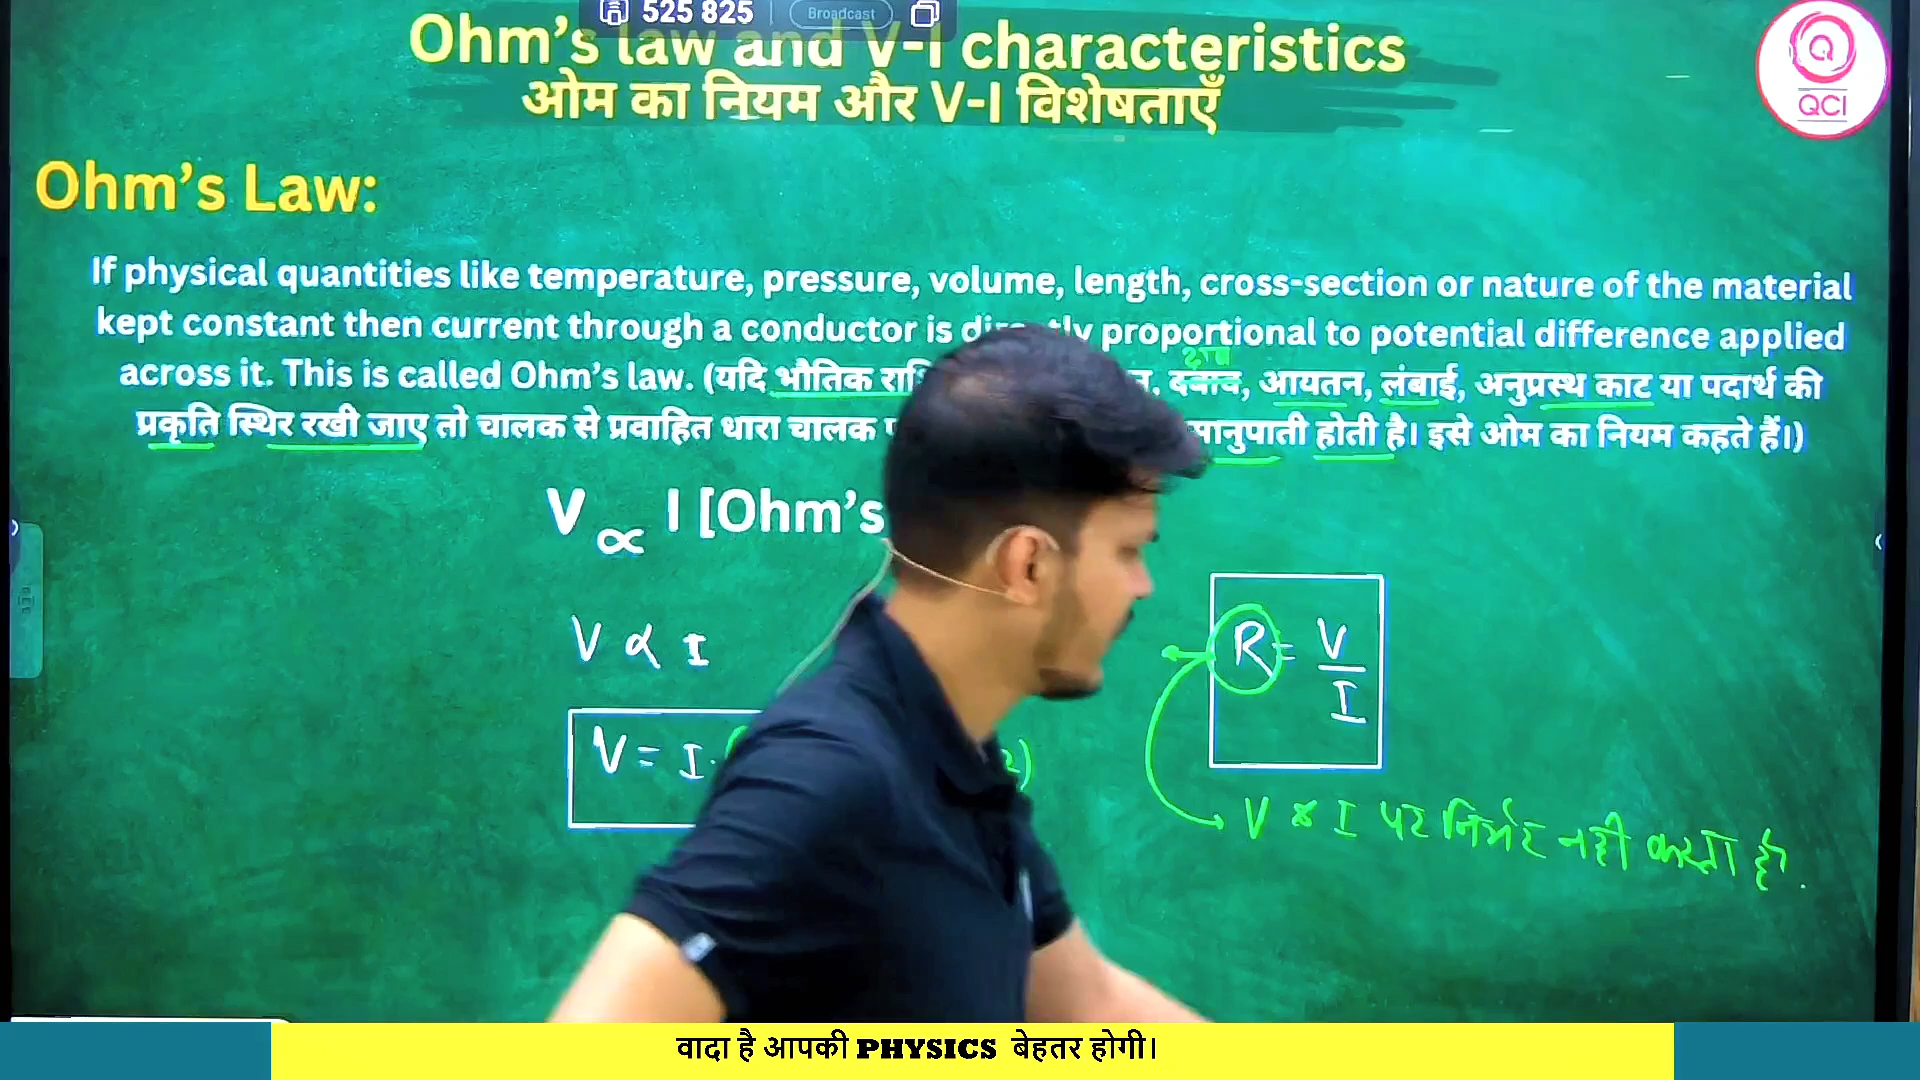 525 825 Broadcast
Ohm's law and V-I characteristics
ओम का नियम और V-I विशेषताएँ
QCI
Ohm's Law:
If physical quantities like temperature, pressure, volume, length, cross-section or nature of the material
kept constant then current through a conductor is directly proportional to potential difference applied
across it. This is called Ohm's law. (यदि भौतिक दबाव, आयतन, लंबाई, अनुप्रस्थ काट या पदार्थ की
दाब
प्रकृति स्थिर रखी जाए तो चालक से प्रवाहित धारा चालक होती है। इसे ओम का नियम कहते हैं।)
V ∝ I [Ohm's
V ∝ I
V = I.
R = V/I
V & I पर निर्भर नहीं करता है।
वादा है आपकी PHYSICS बेहतर होगी।